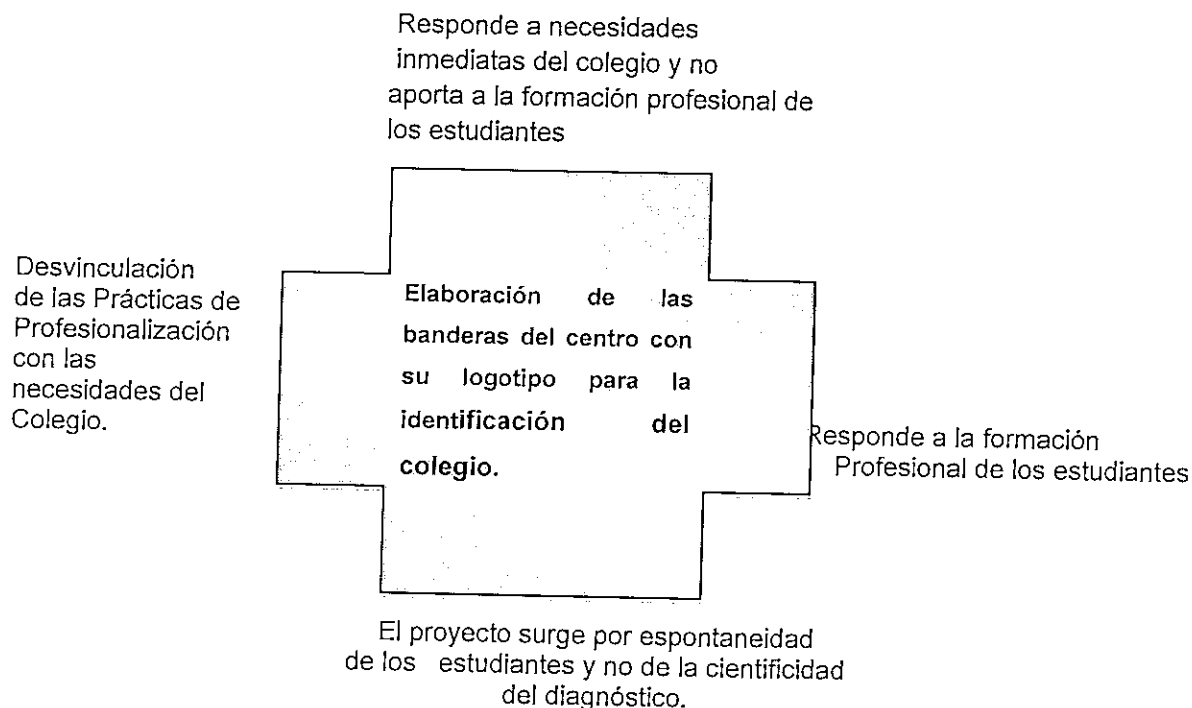 Responde a necesidades
inmediatas del colegio y no
aporta a la formación profesional de
los estudiantes
Desvinculación
de las Prácticas de
Profesionalización
con las
necesidades del
Colegio.
Elaboración de las
banderas del centro con
su logotipo para la
identificación del
colegio.
Responde a la formación
Profesional de los estudiantes
El proyecto surge por espontaneidad
de los estudiantes y no de la cientificidad
del diagnóstico.